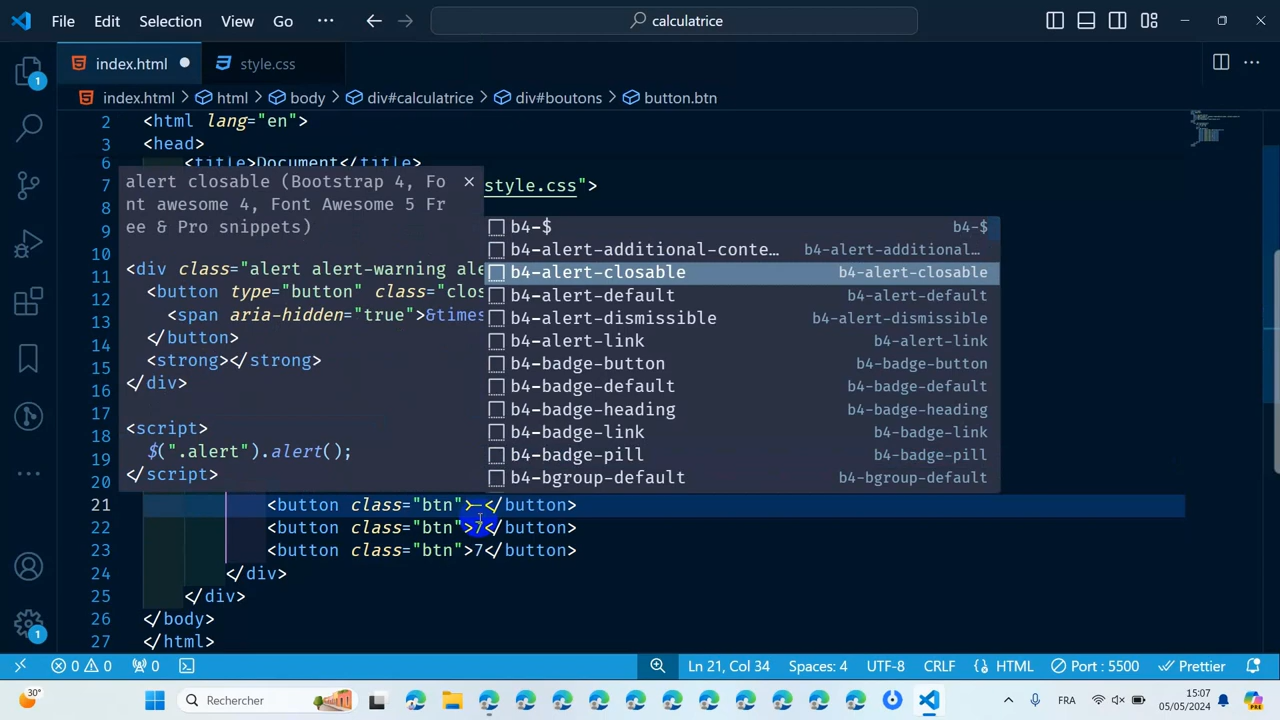 File Edit Selection View Go ··· calculatrice
index.html style.css
index.html > html > body > div#calculatrice > div#boutons > button.btn
1
2 <html lang="en">
3 <head>
6 <title>Document</title>
7 style.css">
8
9
10
11
12
13
14
15
16
17
18
19
20
alert closable (Bootstrap 4, Fo
nt awesome 4, Font Awesome 5 Fr
ee & Pro snippets)
<div class="alert alert-warning ale
<button type="button" class="clos
<span aria-hidden="true">&times
</button>
<strong></strong>
</div>
<script>
$(".alert").alert();
</script>
b4-$ b4-$
b4-alert-additional-conte… b4-alert-additional…
b4-alert-closable b4-alert-closable
b4-alert-default b4-alert-default
b4-alert-dismissible b4-alert-dismissible
b4-alert-link b4-alert-link
b4-badge-button b4-badge-button
b4-badge-default b4-badge-default
b4-badge-heading b4-badge-heading
b4-badge-link b4-badge-link
b4-badge-pill b4-badge-pill
b4-bgroup-default b4-bgroup-default
21 <button class="btn">-</button>
22 <button class="btn">7</button>
23 <button class="btn">7</button>
24 </div>
25 </div>
26 </body>
27 </html>
1
0 0 0 Ln 21, Col 34 Spaces: 4 UTF-8 CRLF HTML Port : 5500 Prettier
30° Rechercher FRA 15:07
05/05/2024